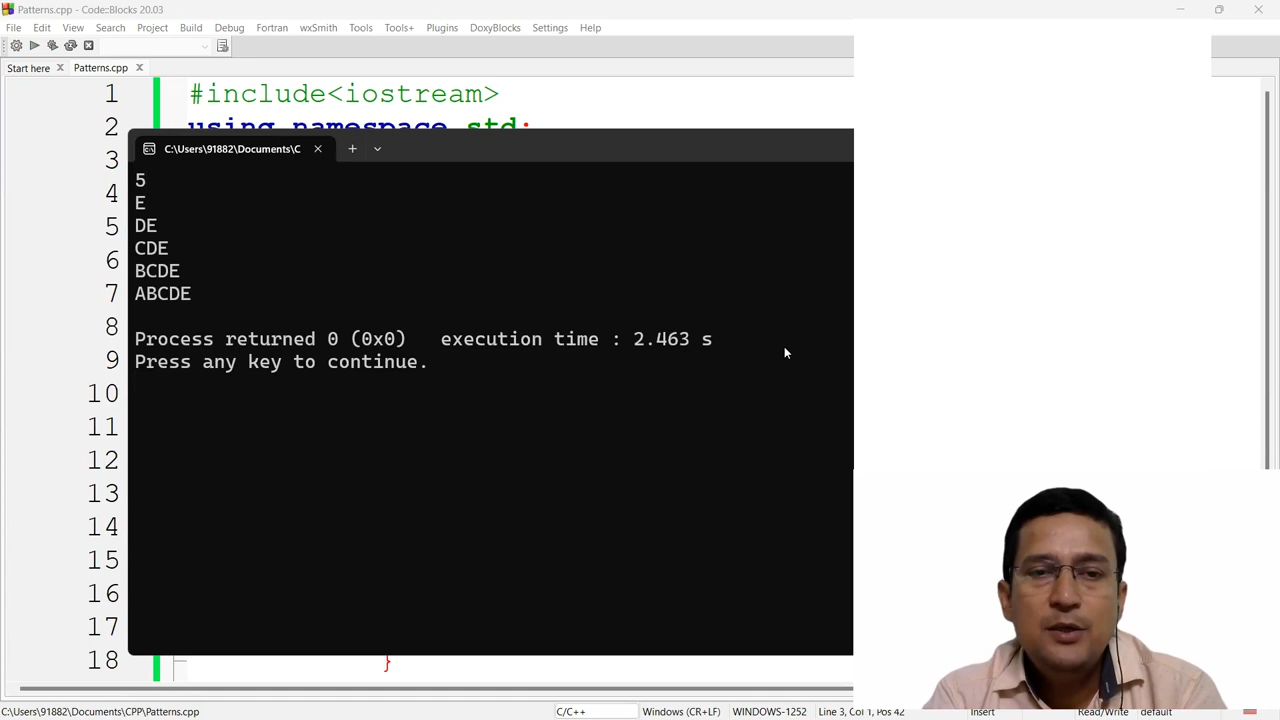 Patterns.cpp - Code::Blocks 20.03
File Edit View Search Project Build Debug Fortran wxSmith Tools Tools+ Plugins DoxyBlocks Settings Help
Start here Patterns.cpp
1 #include<iostream>
2 using namespace std;
3 C:\Users\91882\Documents\C
4
5
6
7
8
9
10
11
12
13
14
15
16
17
18 }
5
E
DE
CDE
BCDE
ABCDE
Process returned 0 (0x0) execution time : 2.463 s
Press any key to continue.
C:\Users\91882\Documents\CPP\Patterns.cpp C/C++ Windows (CR+LF) WINDOWS-1252 Line 3, Col 1, Pos 42 Insert Read/Write default